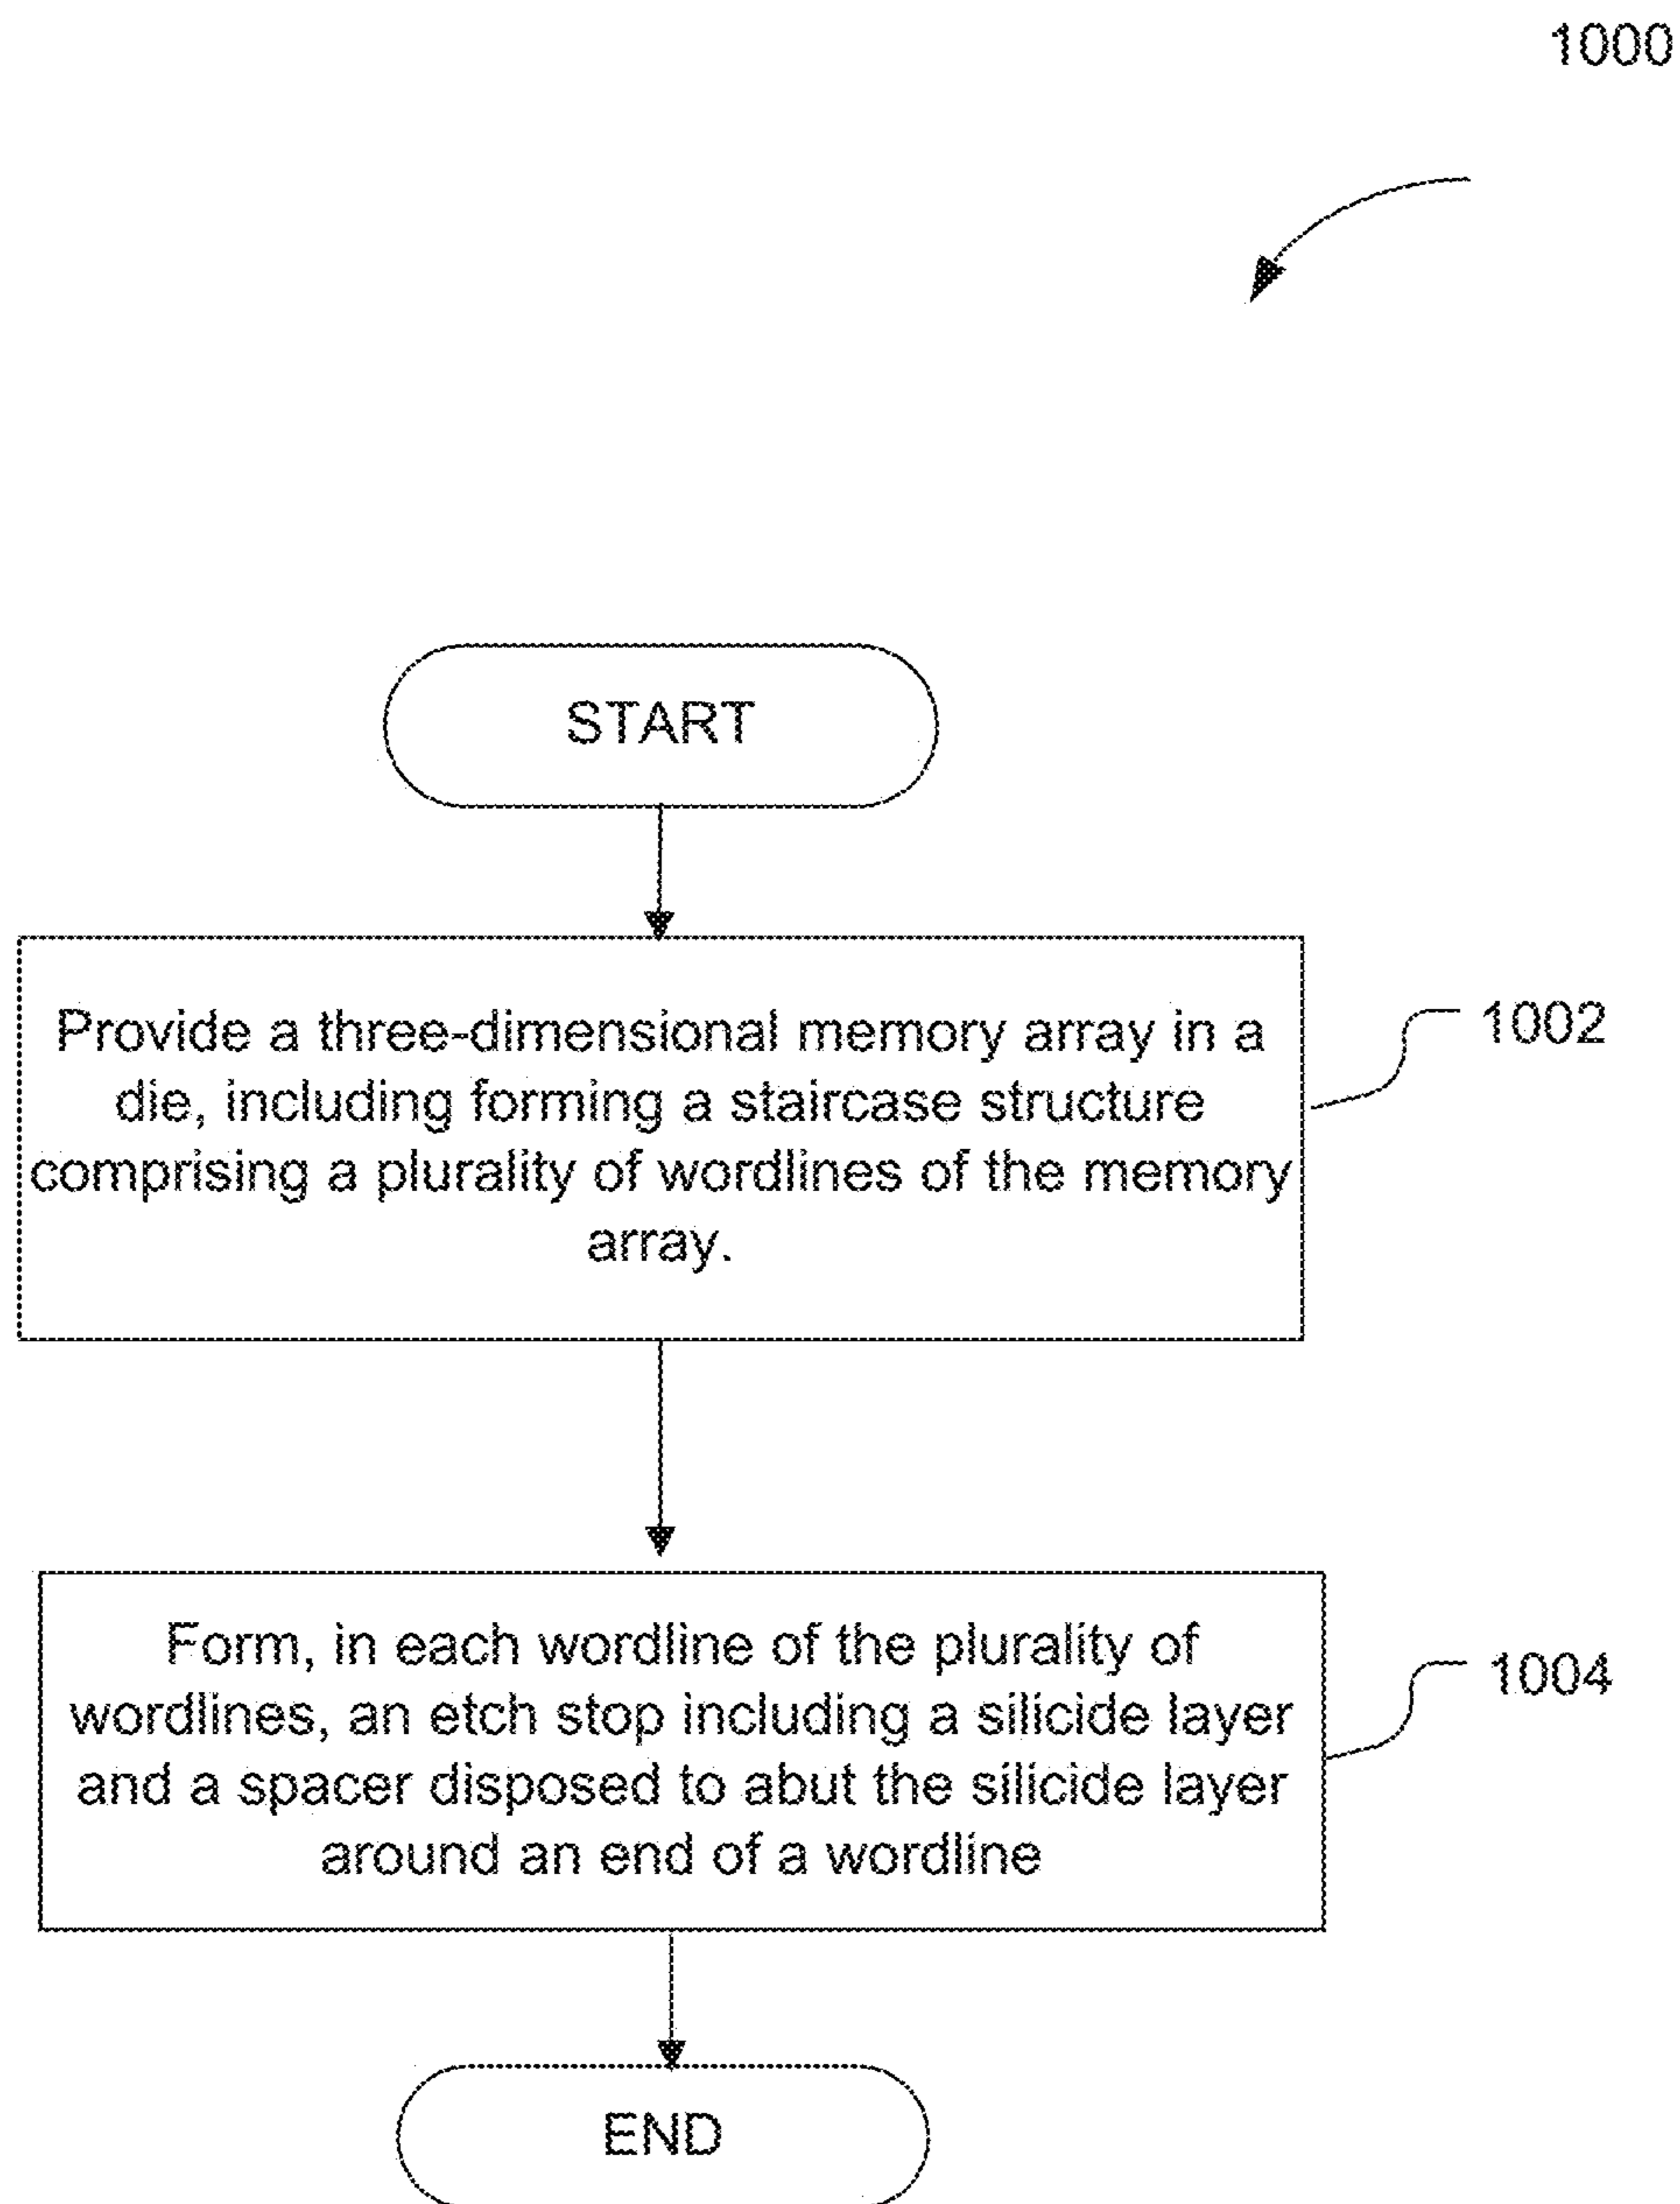 1000
START
Provide a three-dimensional memory array in a
die, including forming a staircase structure
comprising a plurality of wordlines of the memory
array.
1002
Form, in each wordline of the plurality of
wordlines, an etch stop including a silicide layer
and a spacer disposed to abut the silicide layer
around an end of a wordline
1004
END